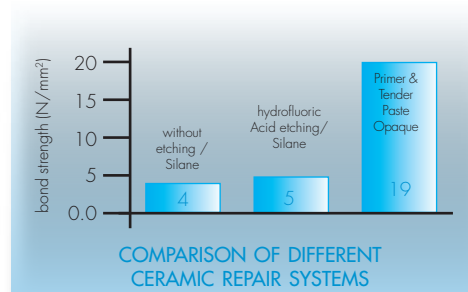 bond strength (N/mm²)
20
15
10
5
0.0
without
etching /
Silane
4
hydrofluoric
Acid etching/
Silane
5
Primer &
Tender
Paste
Opaque
19
COMPARISON OF DIFFERENT
CERAMIC REPAIR SYSTEMS